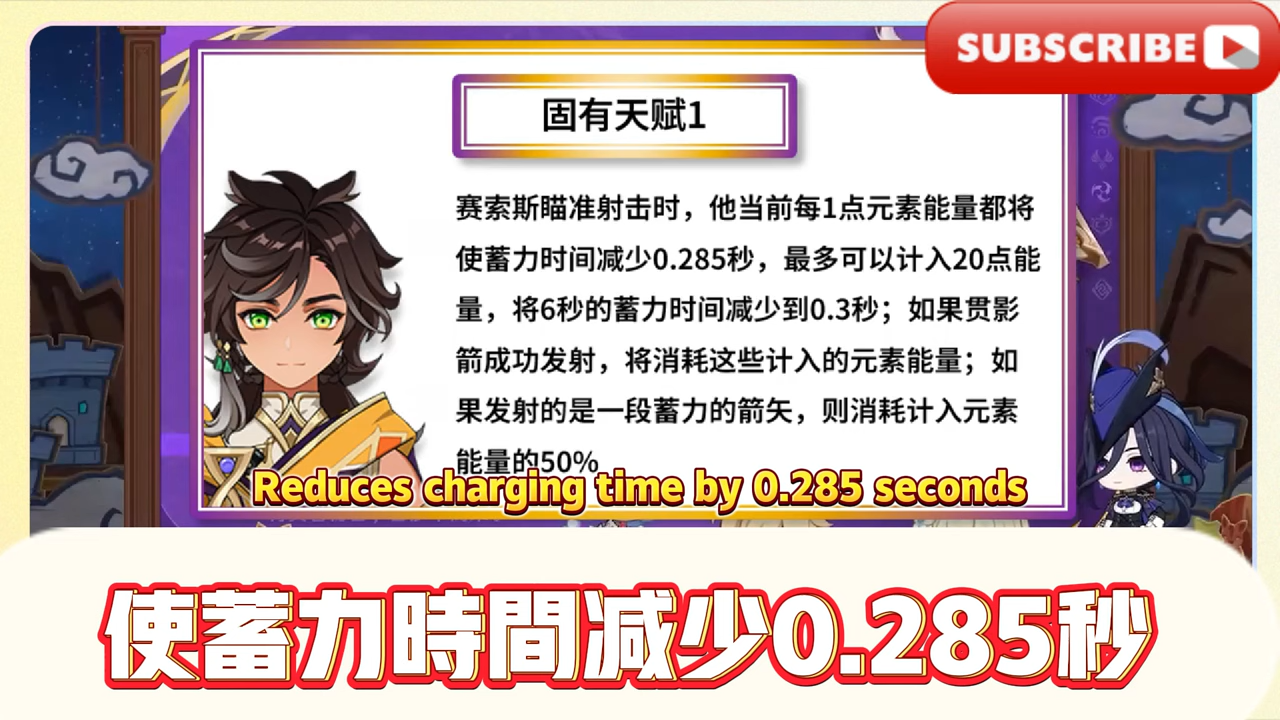 SUBSCRIBE
固有天赋1
赛索斯瞄准射击时，他当前每1点元素能量都将
使蓄力时间减少0.285秒，最多可以计入20点能
量，将6秒的蓄力时间减少到0.3秒；如果贯影
箭成功发射，将消耗这些计入的元素能量；如
果发射的是一段蓄力的箭矢，则消耗计入元素
能量的50%
Reduces charging time by 0.285 seconds
使蓄力時間減少0.285秒